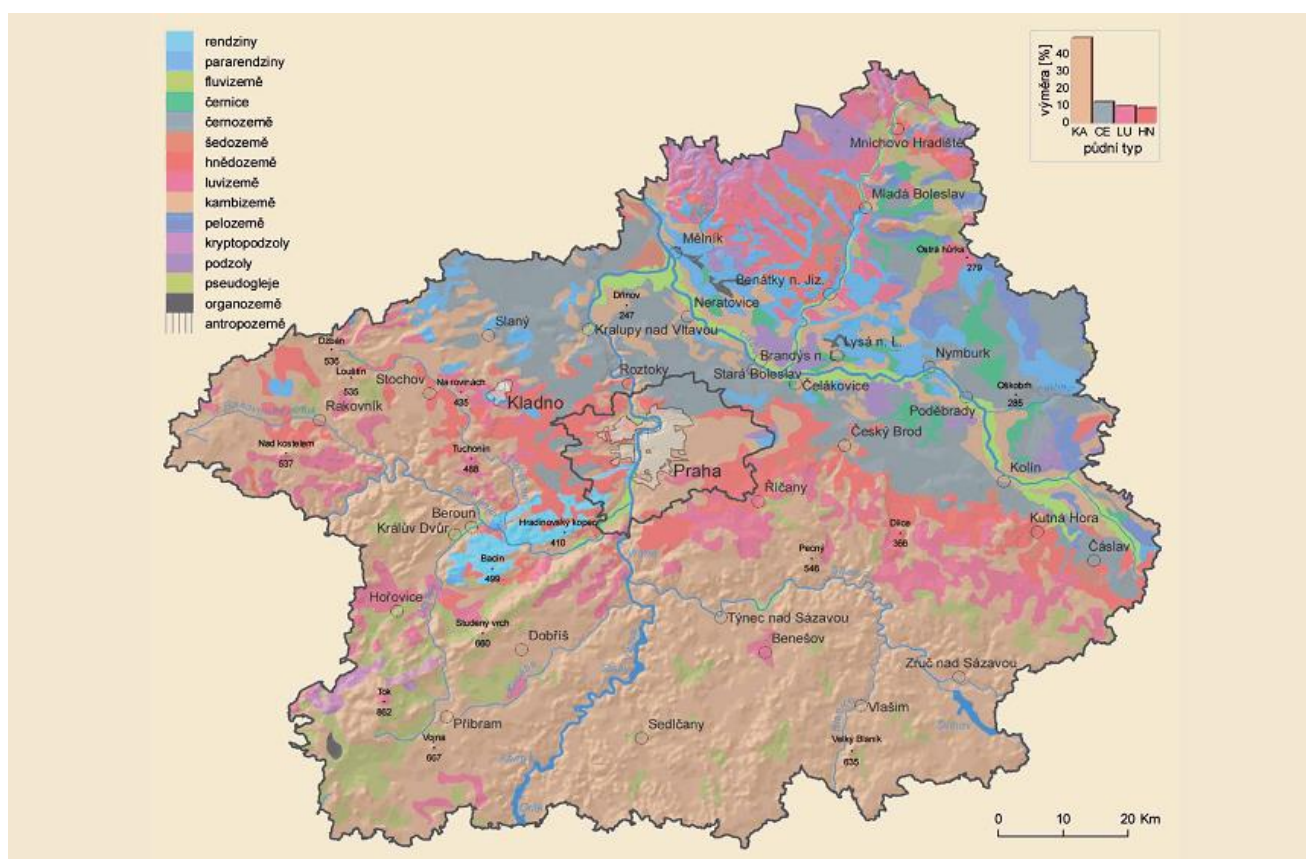 rendziny
pararendziny
fluvizemě
černice
černozemě
šedozemě
hnědozemě
luvizemě
kambizemě
pelozemě
kryptopodzoly
podzoly
pseudogleje
organozemě
antropozemě
výměra [%]
40
30
20
10
0
KA CE LU HN
půdní typ
Mnichovo Hradiště
Mladá Boleslav
Mělník
Ostrá hůrka
279
Benátky n. Jiz.
Dřínov
247
Neratovice
Slaný
Kralupy nad Vltavou
Lysá n. L.
Džbán
536
Brandýs n. L.
Nymburk
Louštín
535
Roztoky
Stará Boleslav
Stochov
Na rovinách
435
Čelákovice
Oškobrh
285
Kladno
Rakovník
Poděbrady
Nad kostelem
537
Tuchonín
488
Český Brod
Praha
Kolín
Říčany
Beroun
Hradinovský kopec
410
Králův Dvůr
Kutná Hora
Dílce
388
Pecný
546
Čáslav
Bacín
499
Hořovice
Týnec nad Sázavou
Studený vrch
660
Dobříš
Benešov
Zruč nad Sázavou
Tok
862
Vlašim
Příbram
Sedlčany
Vojna
667
Velký Blaník
635
Orlík
0 10 20 Km